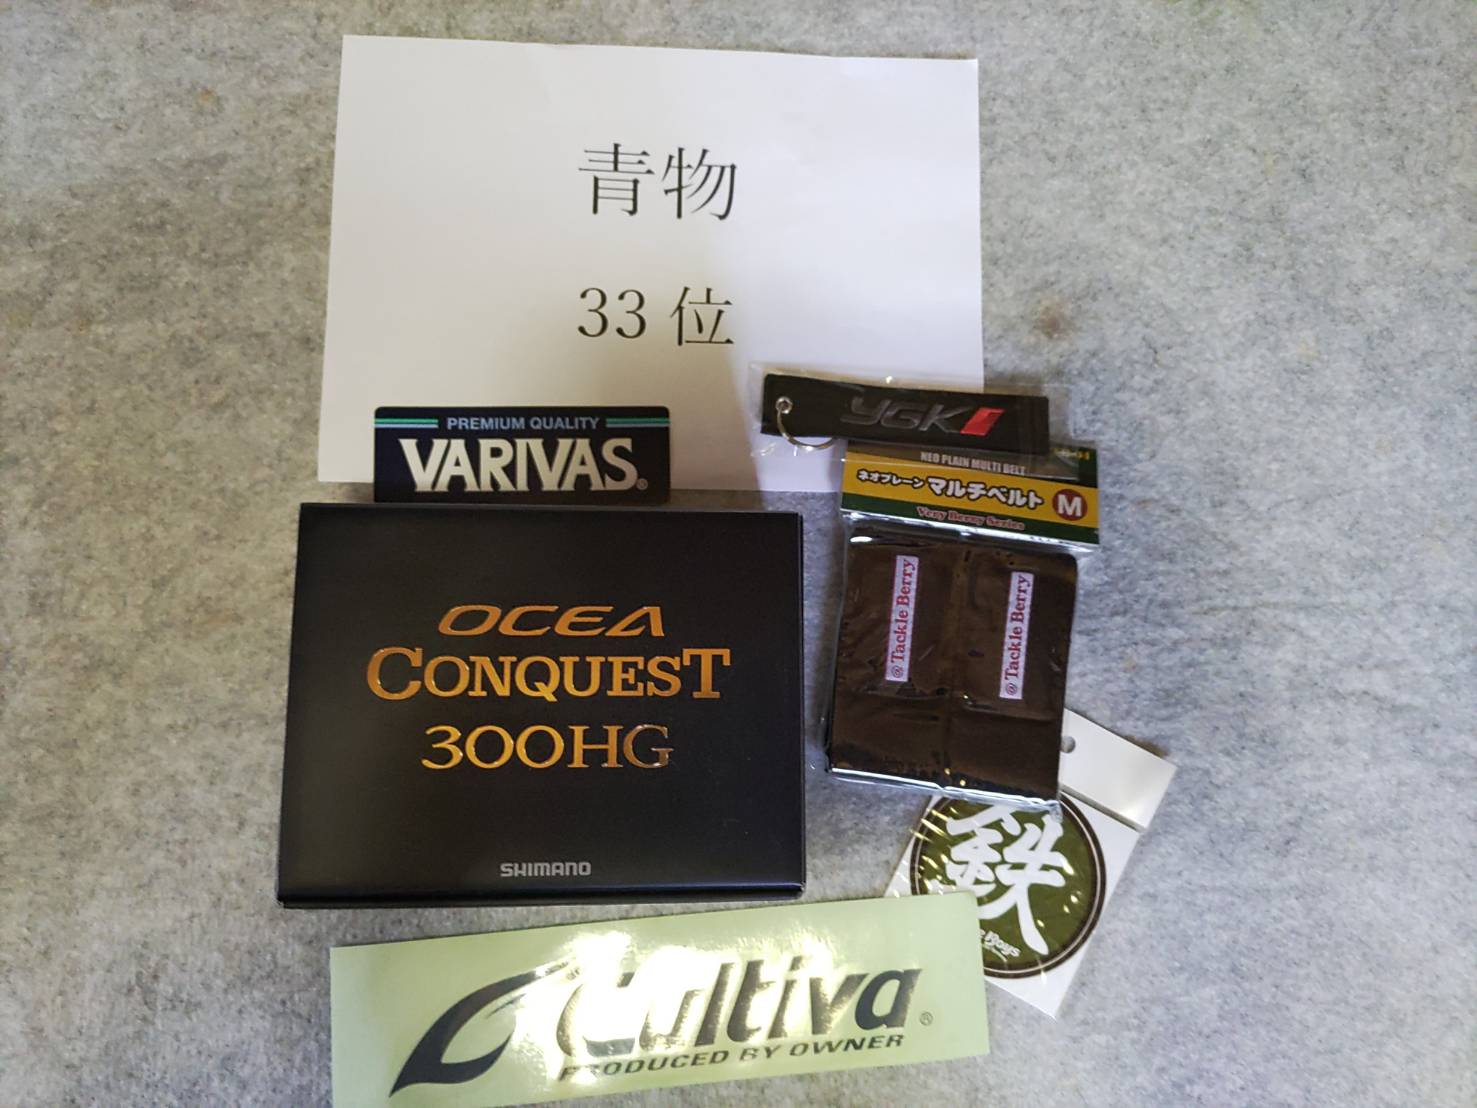 青物
33 位
PREMIUM QUALITY
VARIVAS®
YGK
NEO PLAIN MULTI BELT
ネオプレーン マルチベルト M
Very Berry Series
@ Tackle Berry
@ Tackle Berry
OCEA
CONQUEST
300HG
SHIMANO
鉄
Boys
Cultiva®
PRODUCED BY OWNER